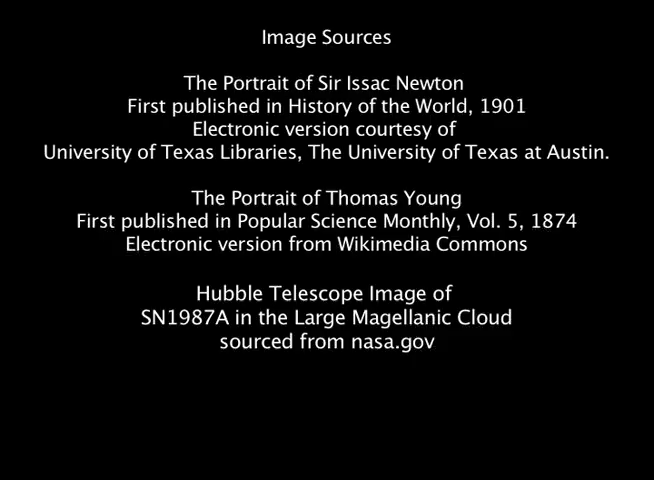 Image Sources
The Portrait of Sir Issac Newton
First published in History of the World, 1901
Electronic version courtesy of
University of Texas Libraries, The University of Texas at Austin.
The Portrait of Thomas Young
First published in Popular Science Monthly, Vol. 5, 1874
Electronic version from Wikimedia Commons
Hubble Telescope Image of
SN1987A in the Large Magellanic Cloud
sourced from nasa.gov